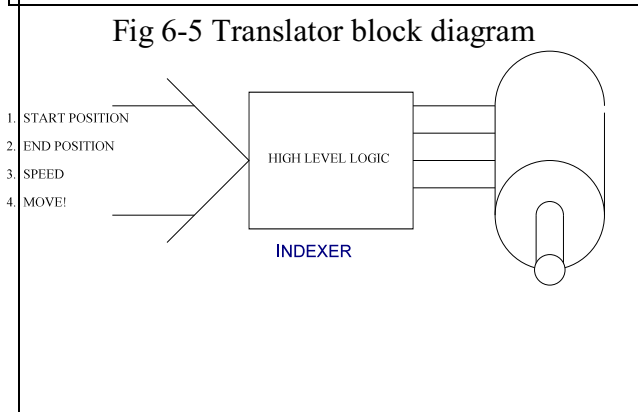 Fig 6-5 Translator block diagram
1. START POSITION
2. END POSITION
3. SPEED
4. MOVE!
HIGH LEVEL LOGIC
INDEXER